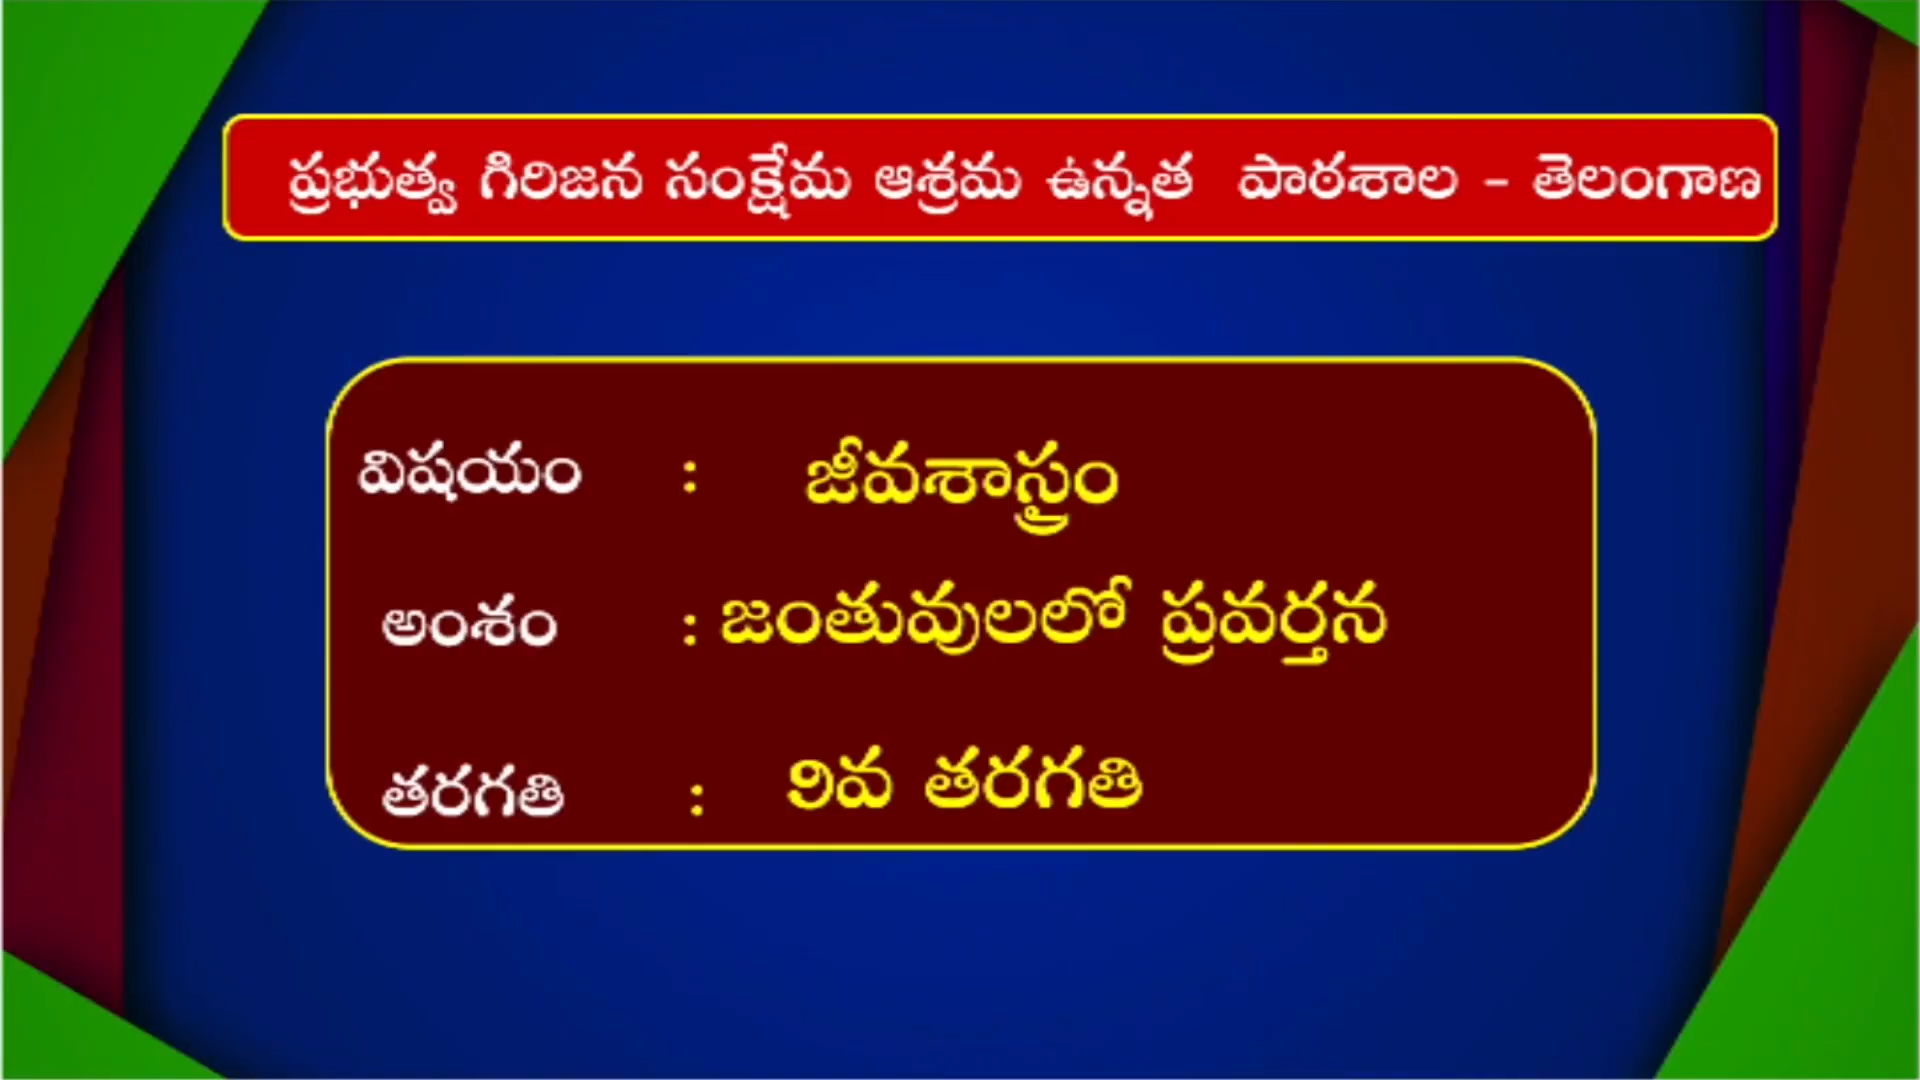 ప్రభుత్వ గిరిజన సంక్షేమ ఆశ్రమ ఉన్నత పాఠశాల - తెలంగాణ
విషయం : జీవశాస్త్రం
అంశం : జంతువులలో ప్రవర్తన
తరగతి : 9వ తరగతి